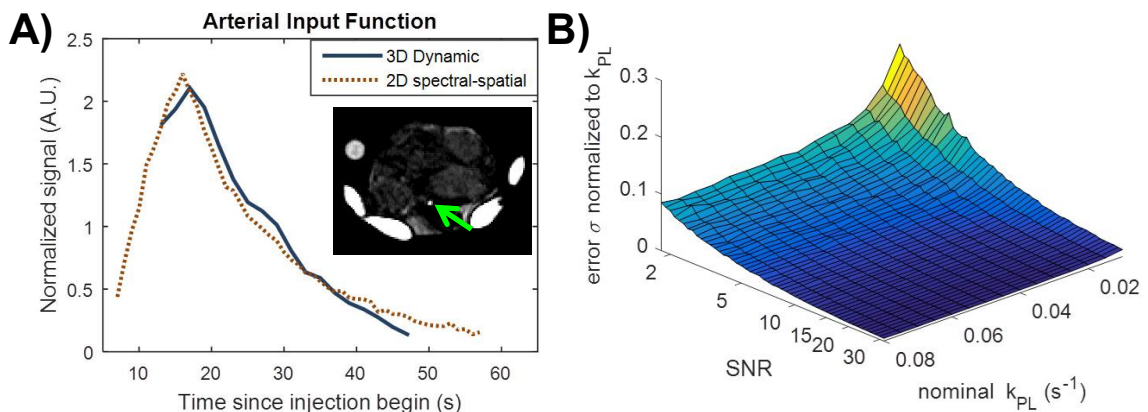 A)
Arterial Input Function
3D Dynamic
2D spectral-spatial
Normalized signal (A.U.)
2.5
2
1.5
1
0.5
0
10
20
30
40
50
60
Time since injection begin (s)
B)
error σ normalized to k_PL
0.3
0.2
0.1
0
2
5
10
15
20
30
SNR
0.08
0.06
0.04
0.02
nominal k_PL (s⁻¹)